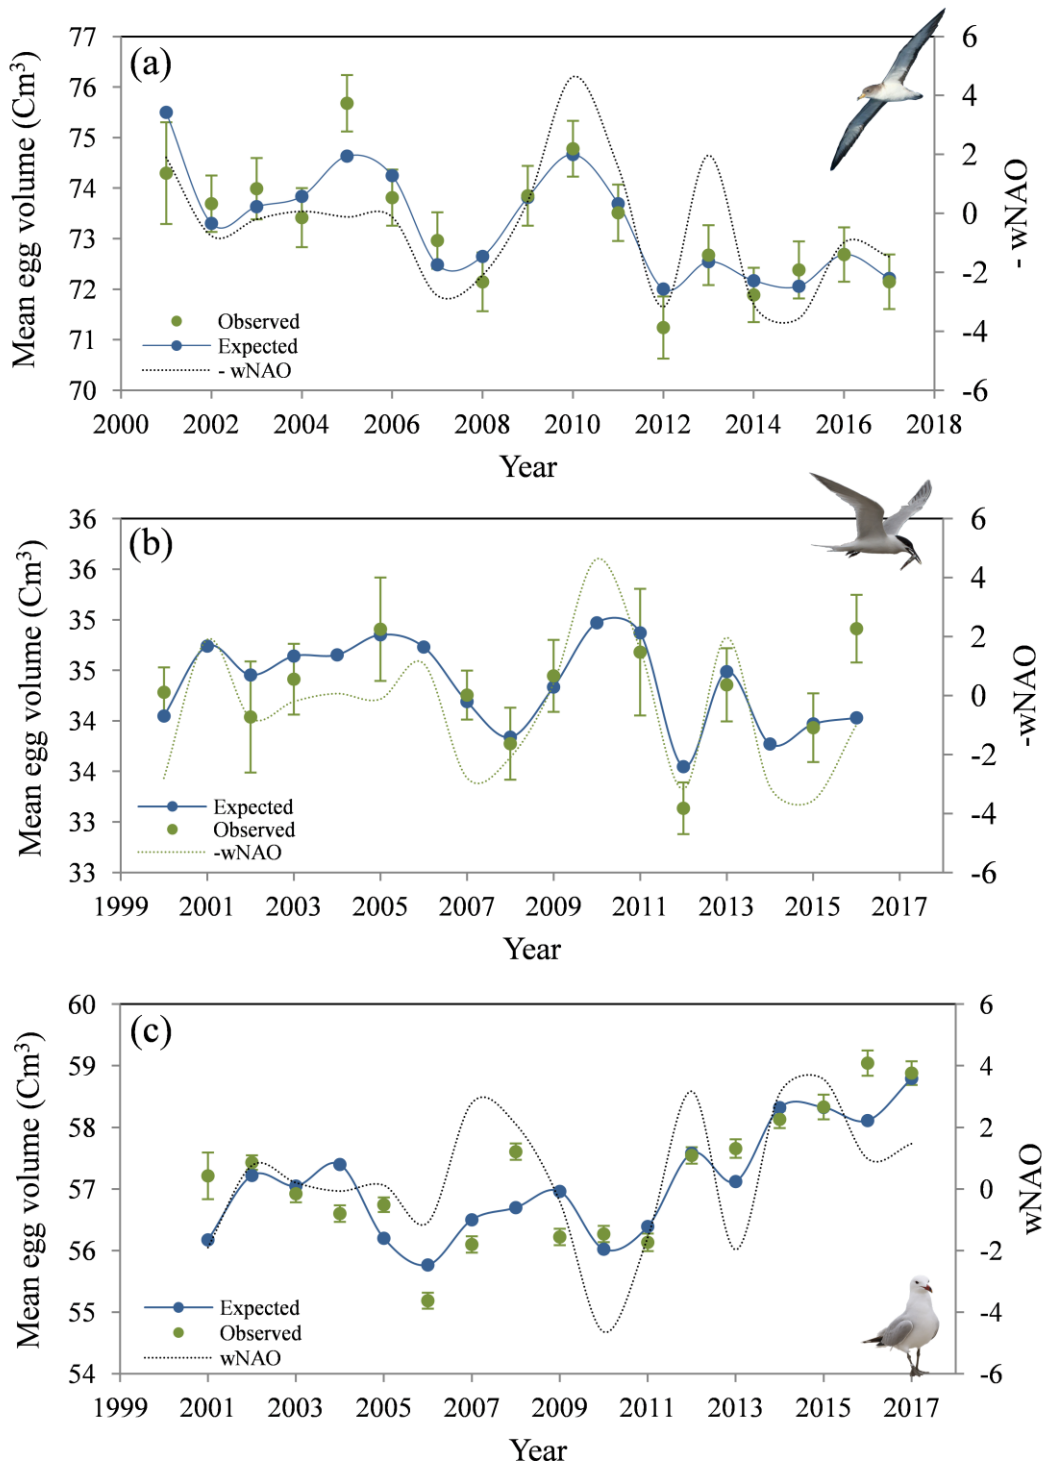 (a)
Mean egg volume (Cm³)
77
76
75
74
73
72
71
70
6
4
2
0
-2
-4
-6
- wNAO
Observed
Expected
- wNAO
2000 2002 2004 2006 2008 2010 2012 2014 2016 2018
Year
(b)
Mean egg volume (Cm³)
36
36
35
35
34
34
33
33
6
4
2
0
-2
-4
-6
-wNAO
Expected
Observed
-wNAO
1999 2001 2003 2005 2007 2009 2011 2013 2015 2017
Year
(c)
Mean egg volume (Cm³)
60
59
58
57
56
55
54
6
4
2
0
-2
-4
-6
wNAO
Expected
Observed
wNAO
1999 2001 2003 2005 2007 2009 2011 2013 2015 2017
Year